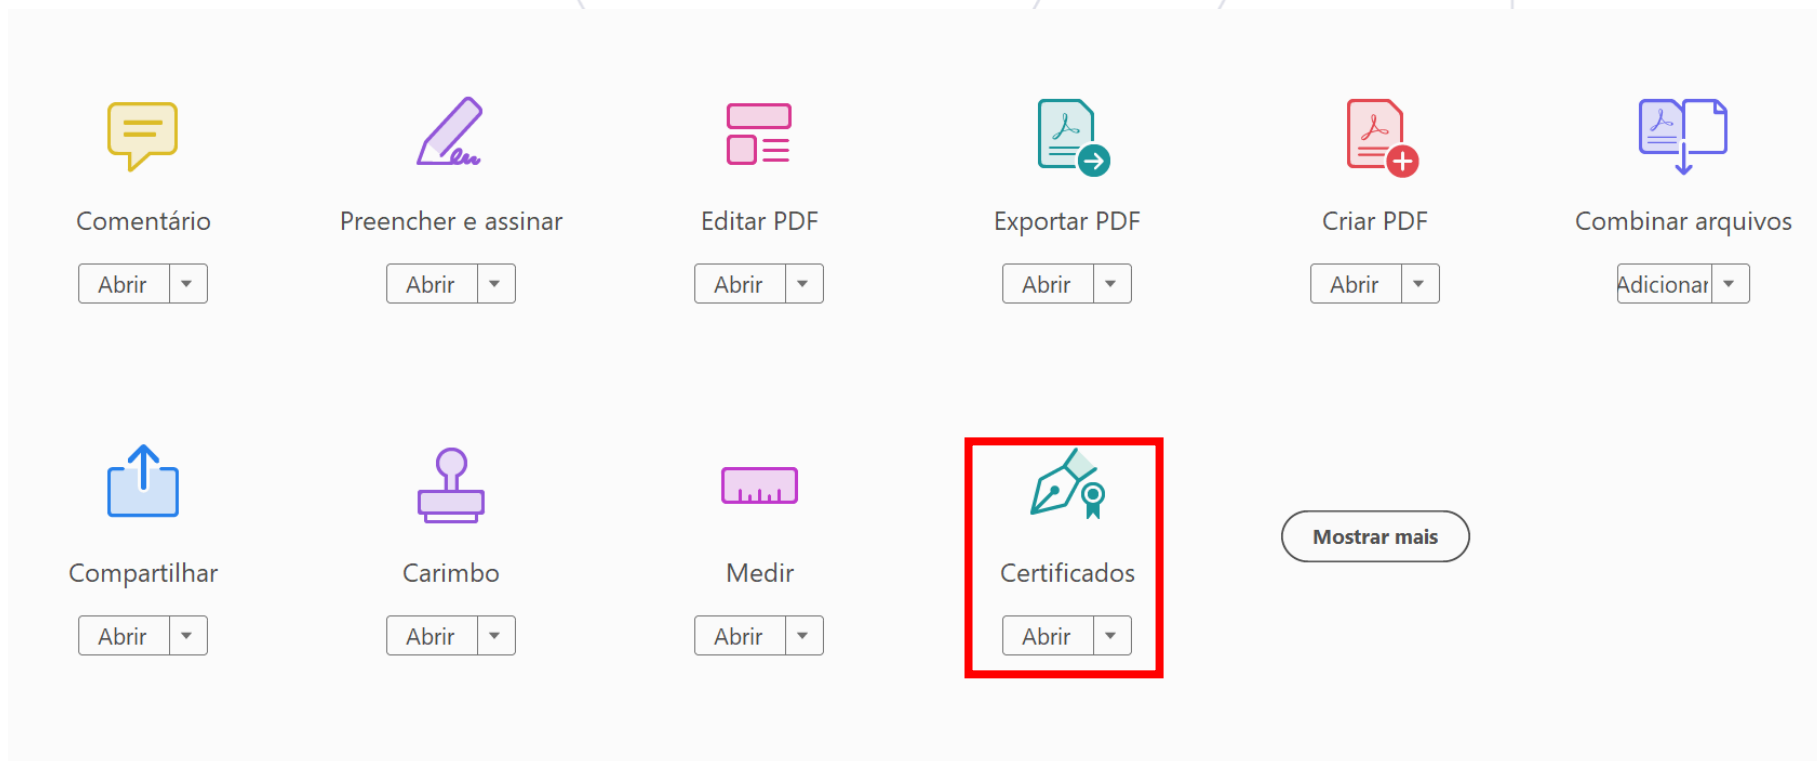 Comentário
Preencher e assinar
Editar PDF
Exportar PDF
Criar PDF
Combinar arquivos
Abrir
Abrir
Abrir
Abrir
Abrir
Adicionar
Compartilhar
Carimbo
Medir
Certificados
Mostrar mais
Abrir
Abrir
Abrir
Abrir